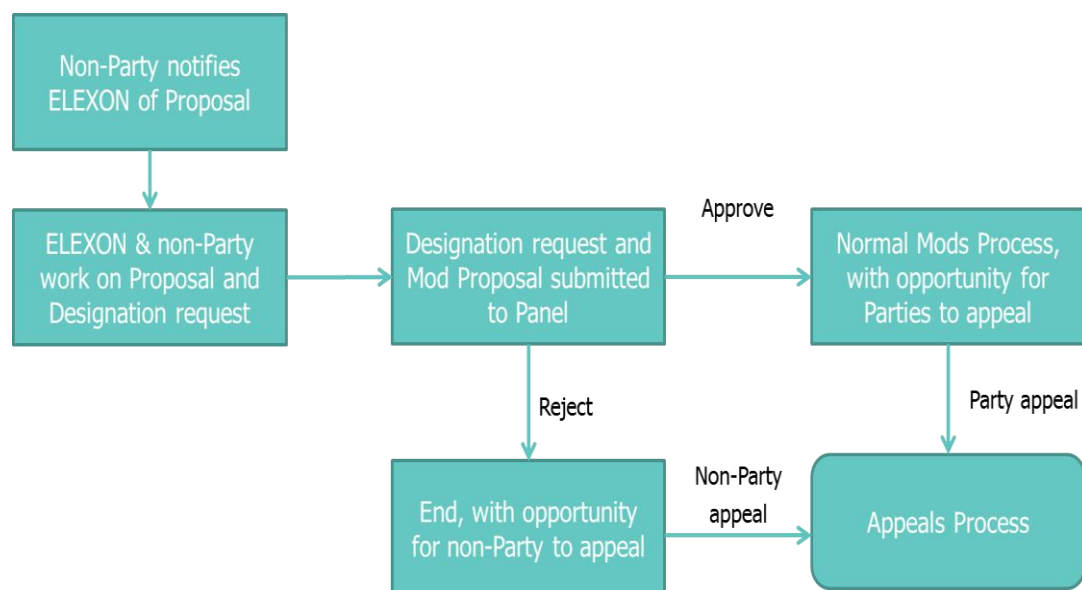 Non-Party notifies
ELEXON of Proposal
ELEXON & non-Party
work on Proposal and
Designation request
Designation request and
Mod Proposal submitted
to Panel
Approve
Normal Mods Process,
with opportunity for
Parties to appeal
Reject
Party appeal
End, with opportunity
for non-Party to appeal
Non-Party
appeal
Appeals Process